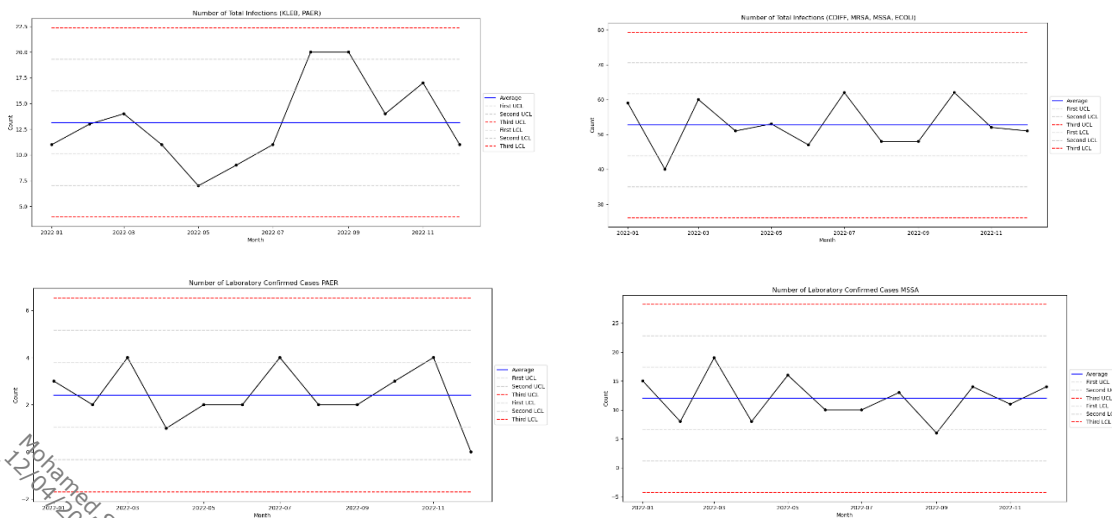 Number of Total Infections (KLEB, PAER)
22.5
20.0
17.5
15.0
12.5
10.0
7.5
5.0
Count
2022-01
2022-03
2022-05
2022-07
2022-09
2022-11
Month
Average
First UCL
Second UCL
Third UCL
First LCL
Second LCL
Third LCL
Number of Total Infections (CDIFF, MRSA, MSSA, ECOLI)
80
70
60
50
40
30
Count
2022-01
2022-03
2022-05
2022-07
2022-09
2022-11
Month
Average
First UCL
Second UCL
Third UCL
First LCL
Second LCL
Third LCL
Number of Laboratory Confirmed Cases PAER
6
4
2
0
−2
Count
2022-01
2022-03
2022-05
2022-07
2022-09
2022-11
Month
Average
First UCL
Second UCL
Third UCL
First LCL
Second LCL
Third LCL
Number of Laboratory Confirmed Cases MSSA
25
20
15
10
5
0
−5
Count
2022-01
2022-03
2022-05
2022-07
2022-09
2022-11
Month
Average
First UCL
Second
Third UCL
First LCL
Second
Third LCL
Mohamed
12/04/